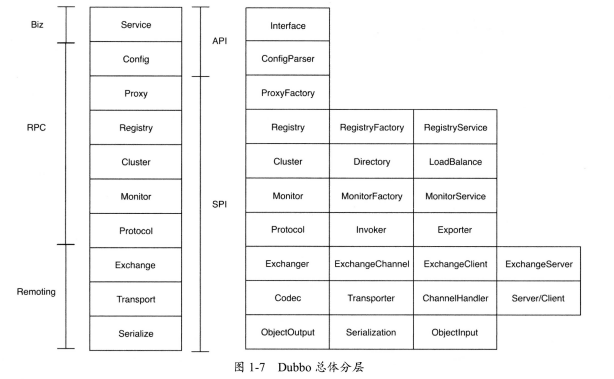 Biz
Service
API
Interface
Config
ConfigParser
Proxy
ProxyFactory
RPC
Registry
Registry
RegistryFactory
RegistryService
Cluster
Cluster
Directory
LoadBalance
Monitor
SPI
Monitor
MonitorFactory
MonitorService
Protocol
Protocol
Invoker
Exporter
Exchange
Exchanger
ExchangeChannel
ExchangeClient
ExchangeServer
Remoting
Transport
Codec
Transporter
ChannelHandler
Server/Client
Serialize
ObjectOutput
Serialization
ObjectInput
图 1-7 Dubbo 总体分层